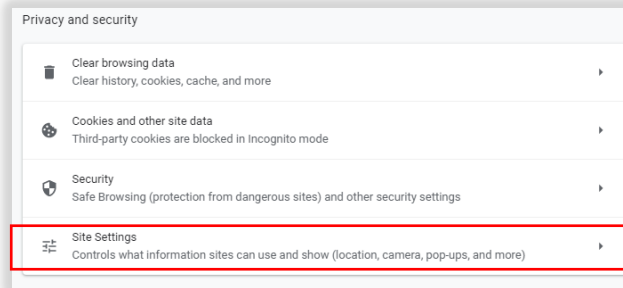 Privacy and security
Clear browsing data
Clear history, cookies, cache, and more
Cookies and other site data
Third-party cookies are blocked in Incognito mode
Security
Safe Browsing (protection from dangerous sites) and other security settings
Site Settings
Controls what information sites can use and show (location, camera, pop-ups, and more)